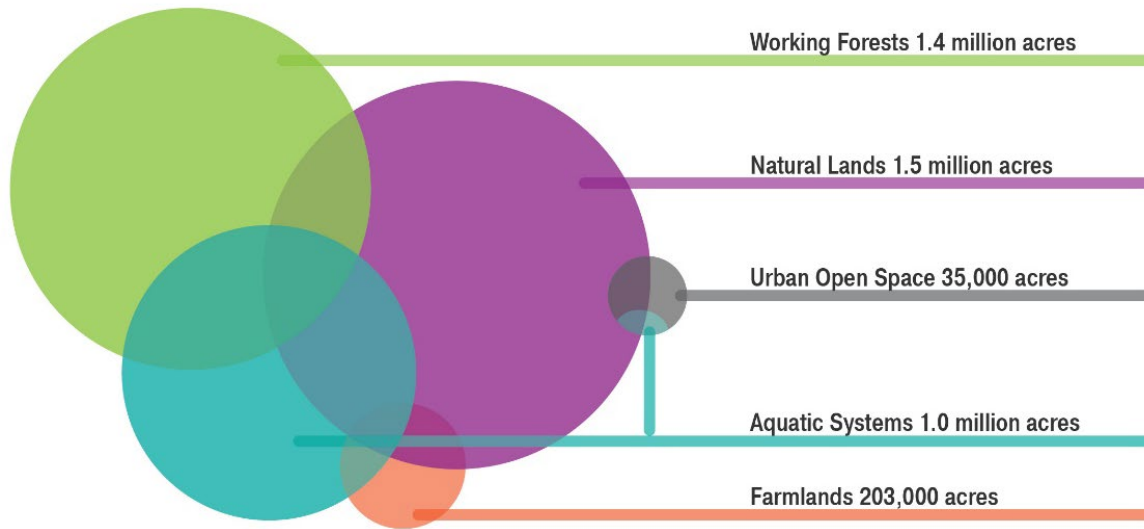 Working Forests 1.4 million acres
Natural Lands 1.5 million acres
Urban Open Space 35,000 acres
Aquatic Systems 1.0 million acres
Farmlands 203,000 acres